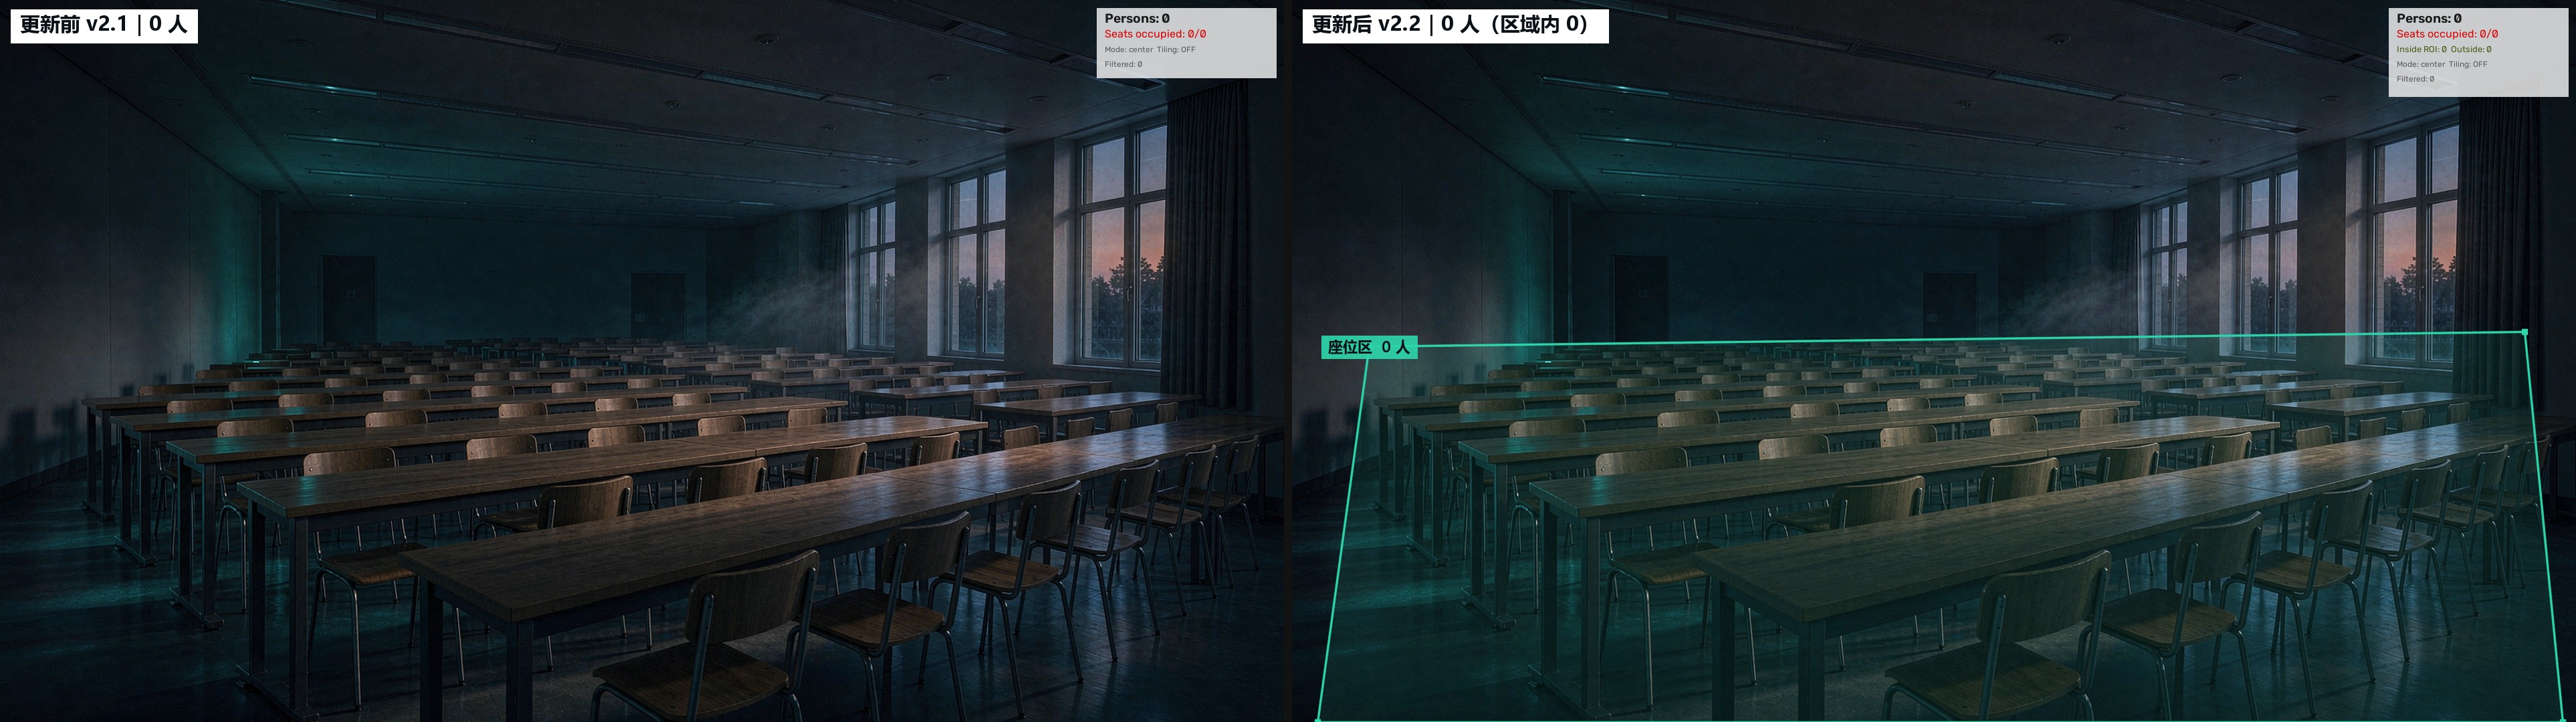 更新前 v2.1 | 0 人
Persons: 0
Seats occupied: 0/0
Mode: center Tiling: OFF
Filtered: 0
更新后 v2.2 | 0 人（区域内 0）
Persons: 0
Seats occupied: 0/0
Inside ROI: 0 Outside: 0
Mode: center Tiling: OFF
Filtered: 0
座位区 0 人